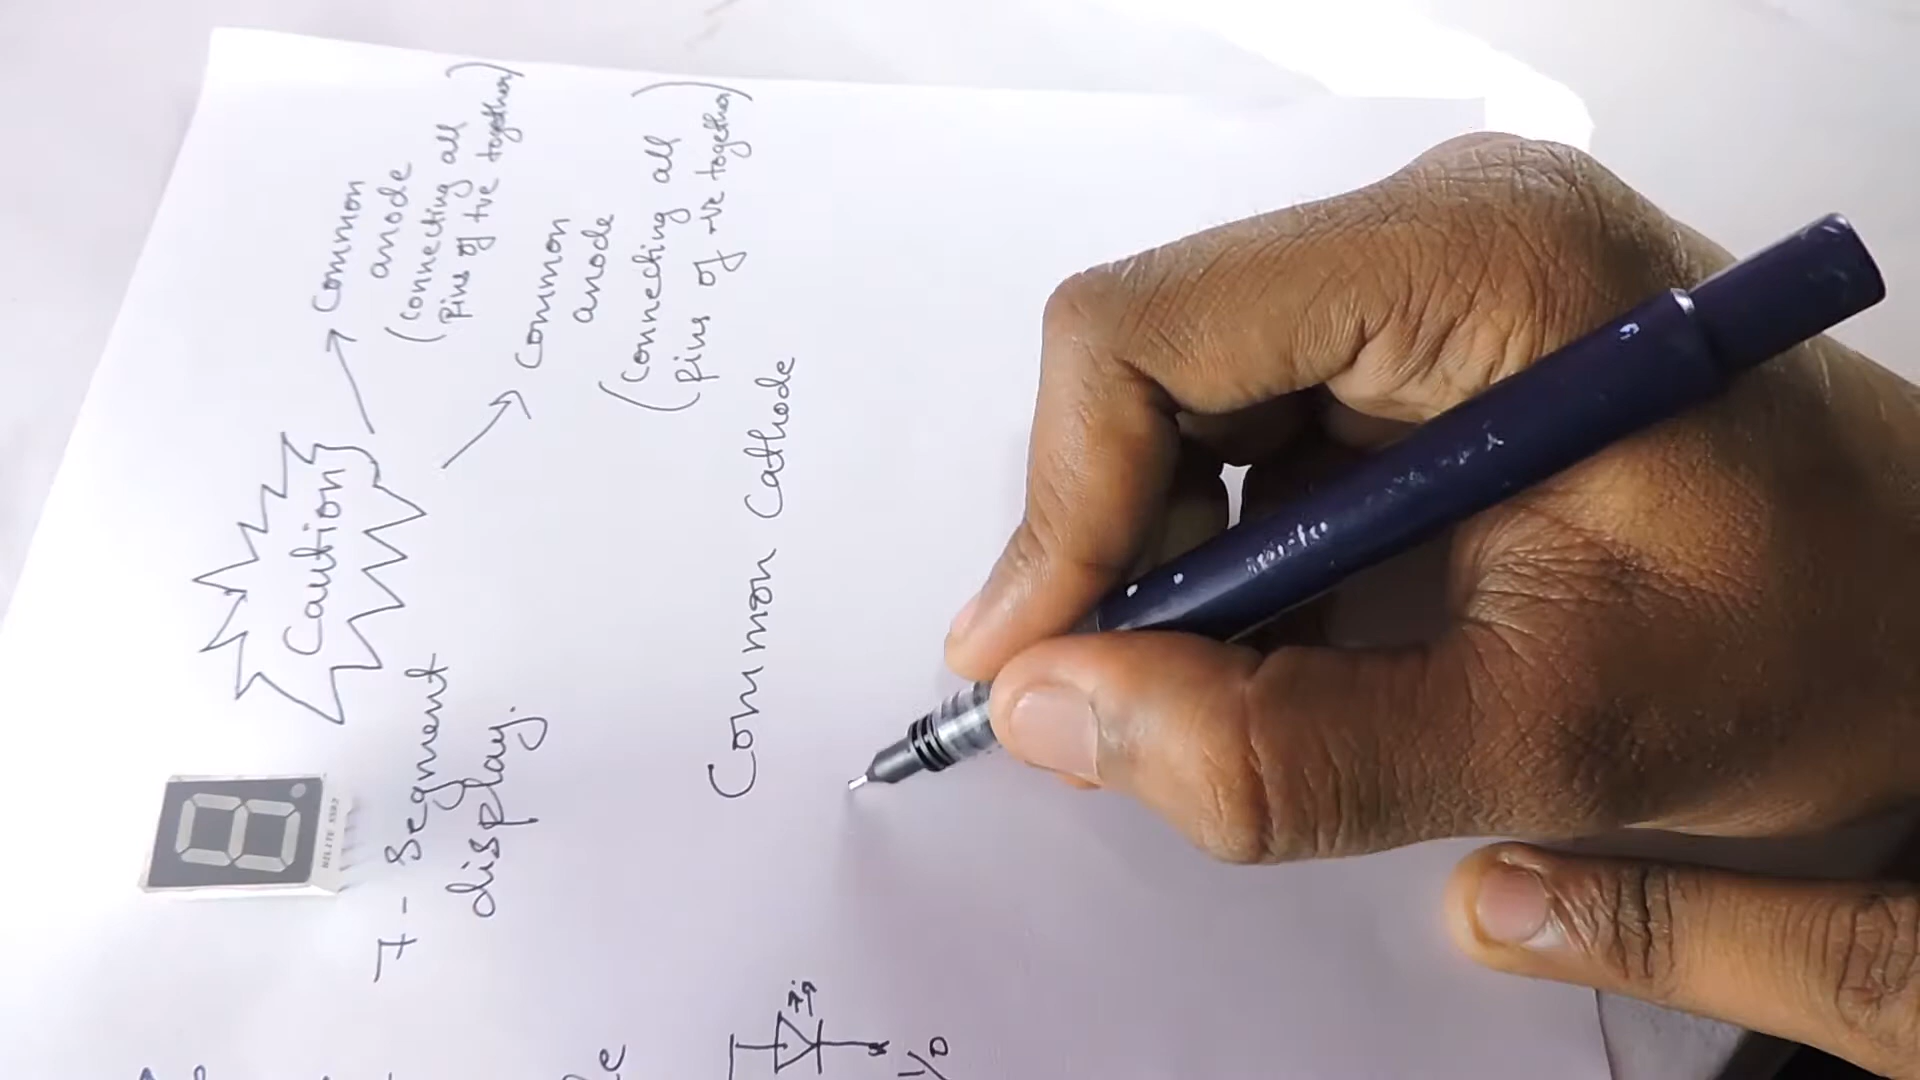 Caution
7- Segment
display.
Common
anode
(Connecting all
pins of +ve together)
Common
anode
(Connecting all
pins of -ve together)
Common Cathode
I/O